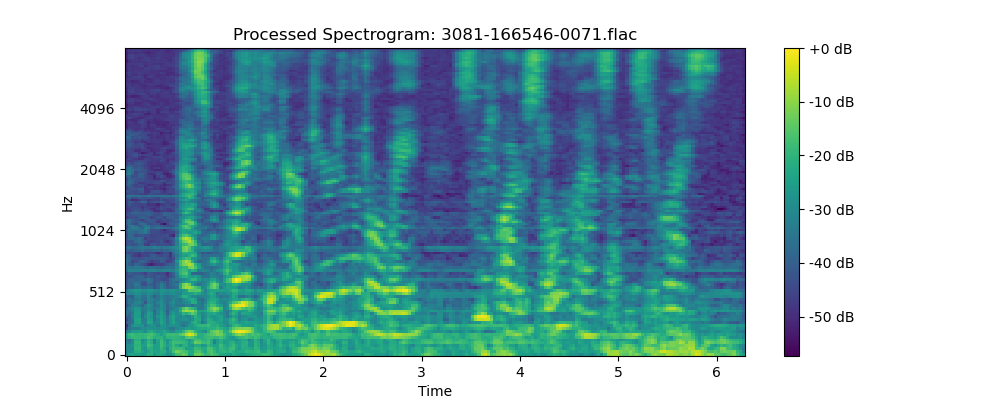 Processed Spectrogram: 3081-166546-0071.flac
+0 dB
4096
-10 dB
2048
-20 dB
Hz
-30 dB
1024
-40 dB
512
-50 dB
0
0 1 2 3 4 5 6
Time